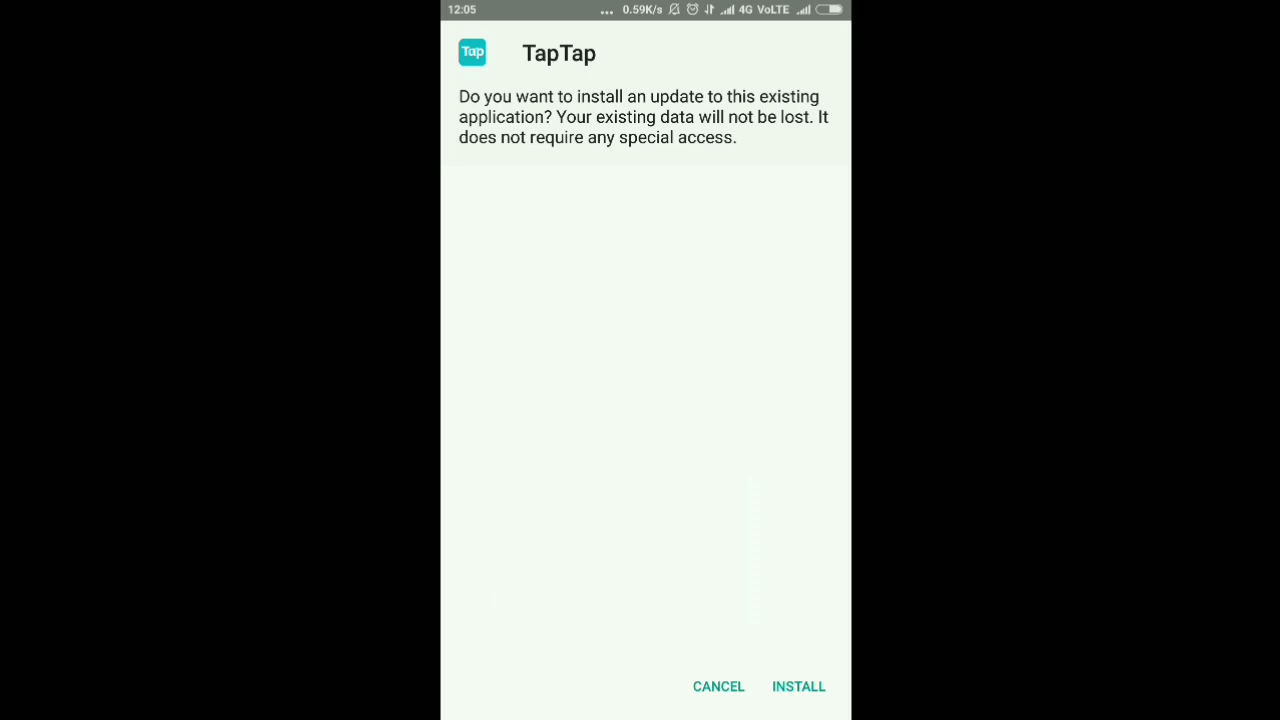 12:05 ... 0.59K/s 4G VoLTE
Tap TapTap
Do you want to install an update to this existing
application? Your existing data will not be lost. It
does not require any special access.
CANCEL INSTALL